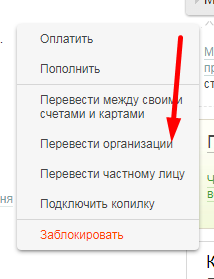 Оплатить
Пополнить
Перевести между своими
счетами и картами
Перевести организации
Перевести частному лицу
Подключить копилку
Заблокировать